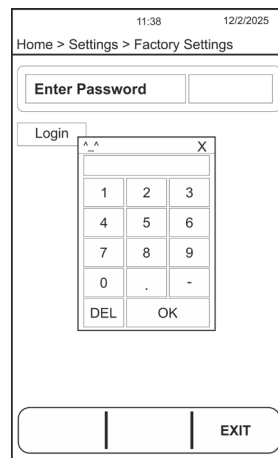 11:38 12/2/2025
Home > Settings > Factory Settings
Enter Password
Login
^_^ X
1 2 3
4 5 6
7 8 9
0 . -
DEL OK
EXIT